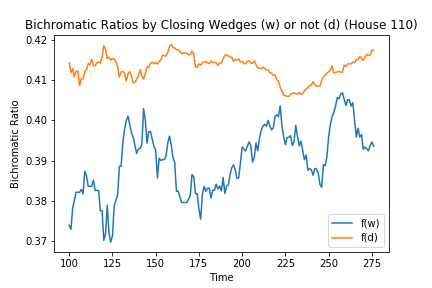 Bichromatic Ratios by Closing Wedges (w) or not (d) (House 110)
0.42
0.41
0.40
0.39
0.38
0.37
Bichromatic Ratio
100
125
150
175
200
225
250
275
Time
f(w)
f(d)